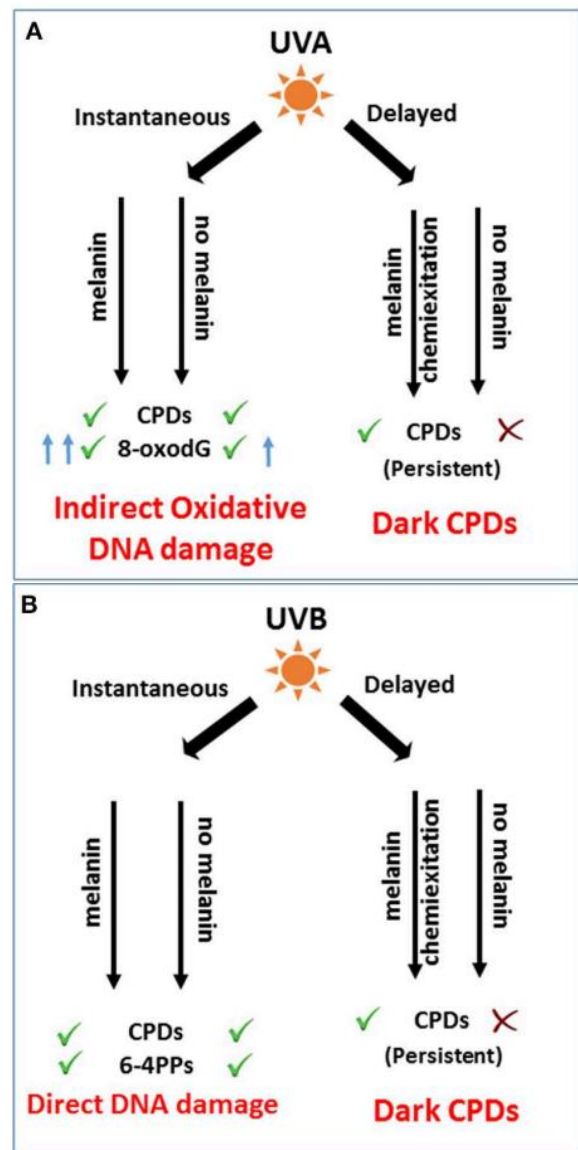 A
UVA
Instantaneous
Delayed
melanin
no melanin
melanin
chemiexitation
no melanin
CPDs
8-oxodG
Indirect Oxidative
DNA damage
CPDs
(Persistent)
Dark CPDs
B
UVB
Instantaneous
Delayed
melanin
no melanin
melanin
chemiexitation
no melanin
CPDs
6-4PPs
Direct DNA damage
CPDs
(Persistent)
Dark CPDs